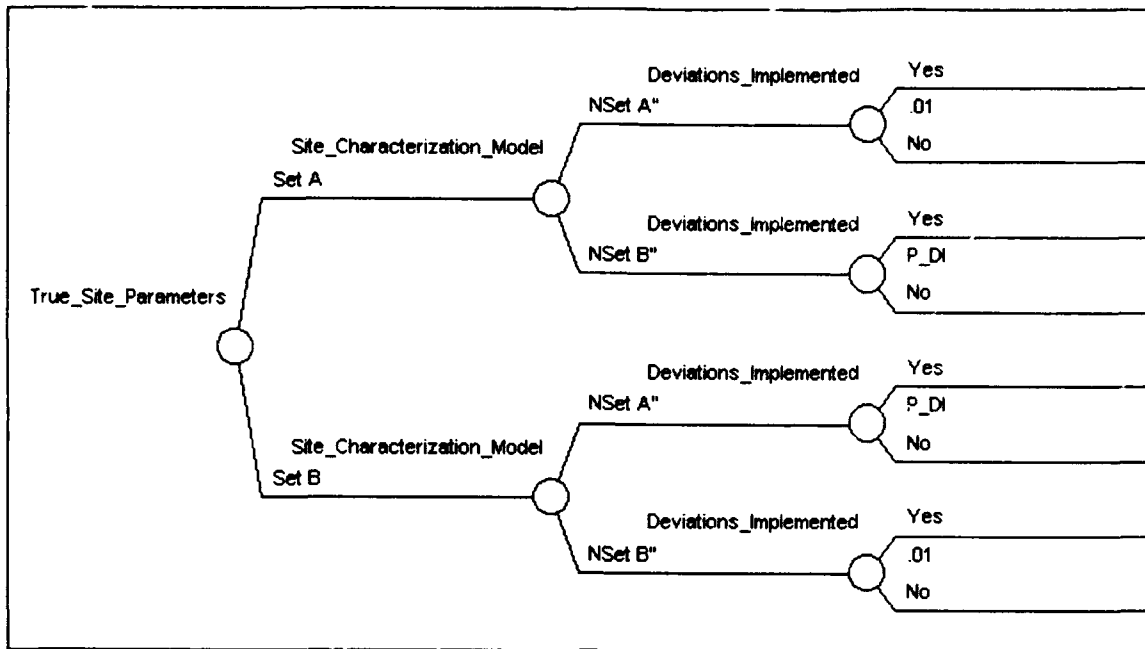 Deviations_Implemented
Yes
NSet A"
.01
No
Site_Characterization_Model
Set A
Deviations_Implemented
Yes
NSet B"
P_DI
No
True_Site_Parameters
Deviations_Implemented
Yes
NSet A"
P_DI
No
Site_Characterization_Model
Set B
Deviations_Implemented
Yes
NSet B"
.01
No